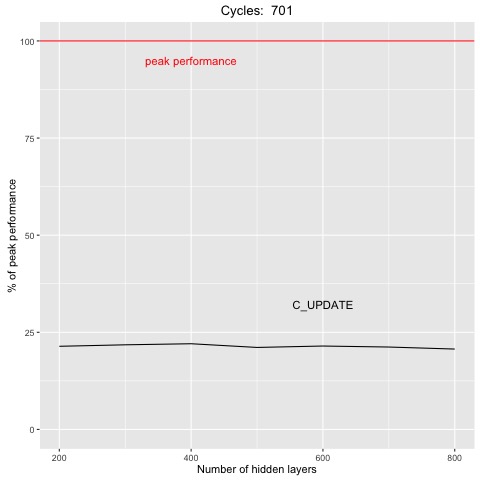 Cycles: 701
100
peak performance
75
% of peak performance
50
C_UPDATE
25
0
200 400 600 800
Number of hidden layers